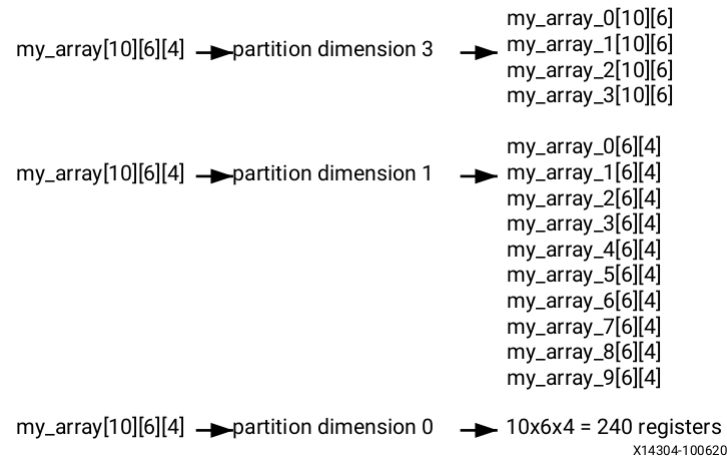 my_array[10][6][4] partition dimension 3
my_array_0[10][6]
my_array_1[10][6]
my_array_2[10][6]
my_array_3[10][6]
my_array[10][6][4] partition dimension 1
my_array_0[6][4]
my_array_1[6][4]
my_array_2[6][4]
my_array_3[6][4]
my_array_4[6][4]
my_array_5[6][4]
my_array_6[6][4]
my_array_7[6][4]
my_array_8[6][4]
my_array_9[6][4]
my_array[10][6][4] partition dimension 0 10x6x4 = 240 registers
X14304-100620